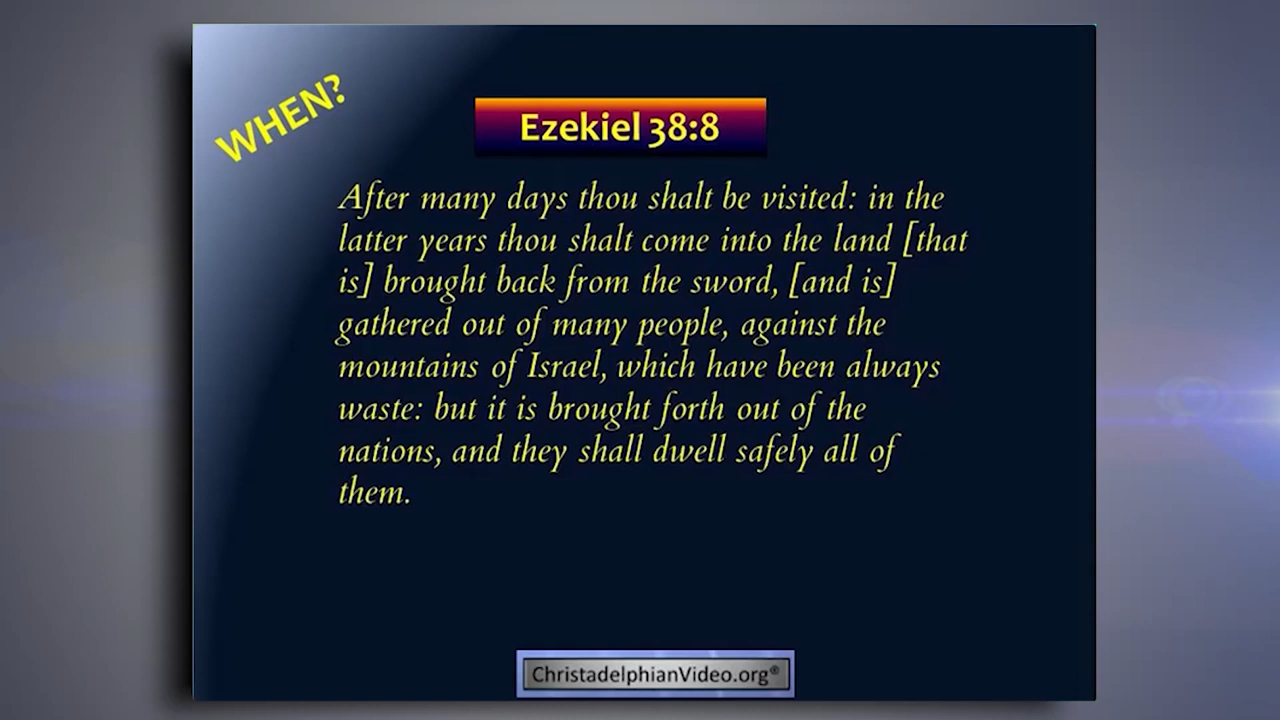 WHEN?
Ezekiel 38:8
After many days thou shalt be visited: in the
latter years thou shalt come into the land [that
is] brought back from the sword, [and is]
gathered out of many people, against the
mountains of Israel, which have been always
waste: but it is brought forth out of the
nations, and they shall dwell safely all of
them.
ChristadelphianVideo.org®